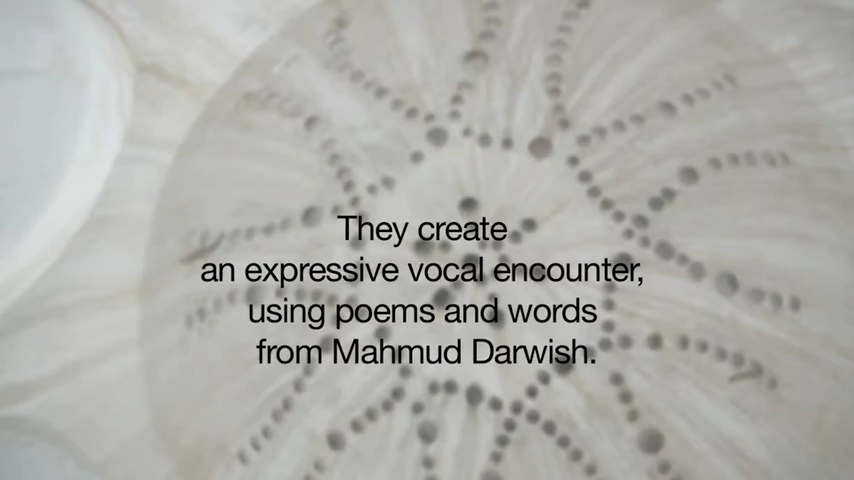 They create
an expressive vocal encounter,
using poems and words
from Mahmud Darwish.